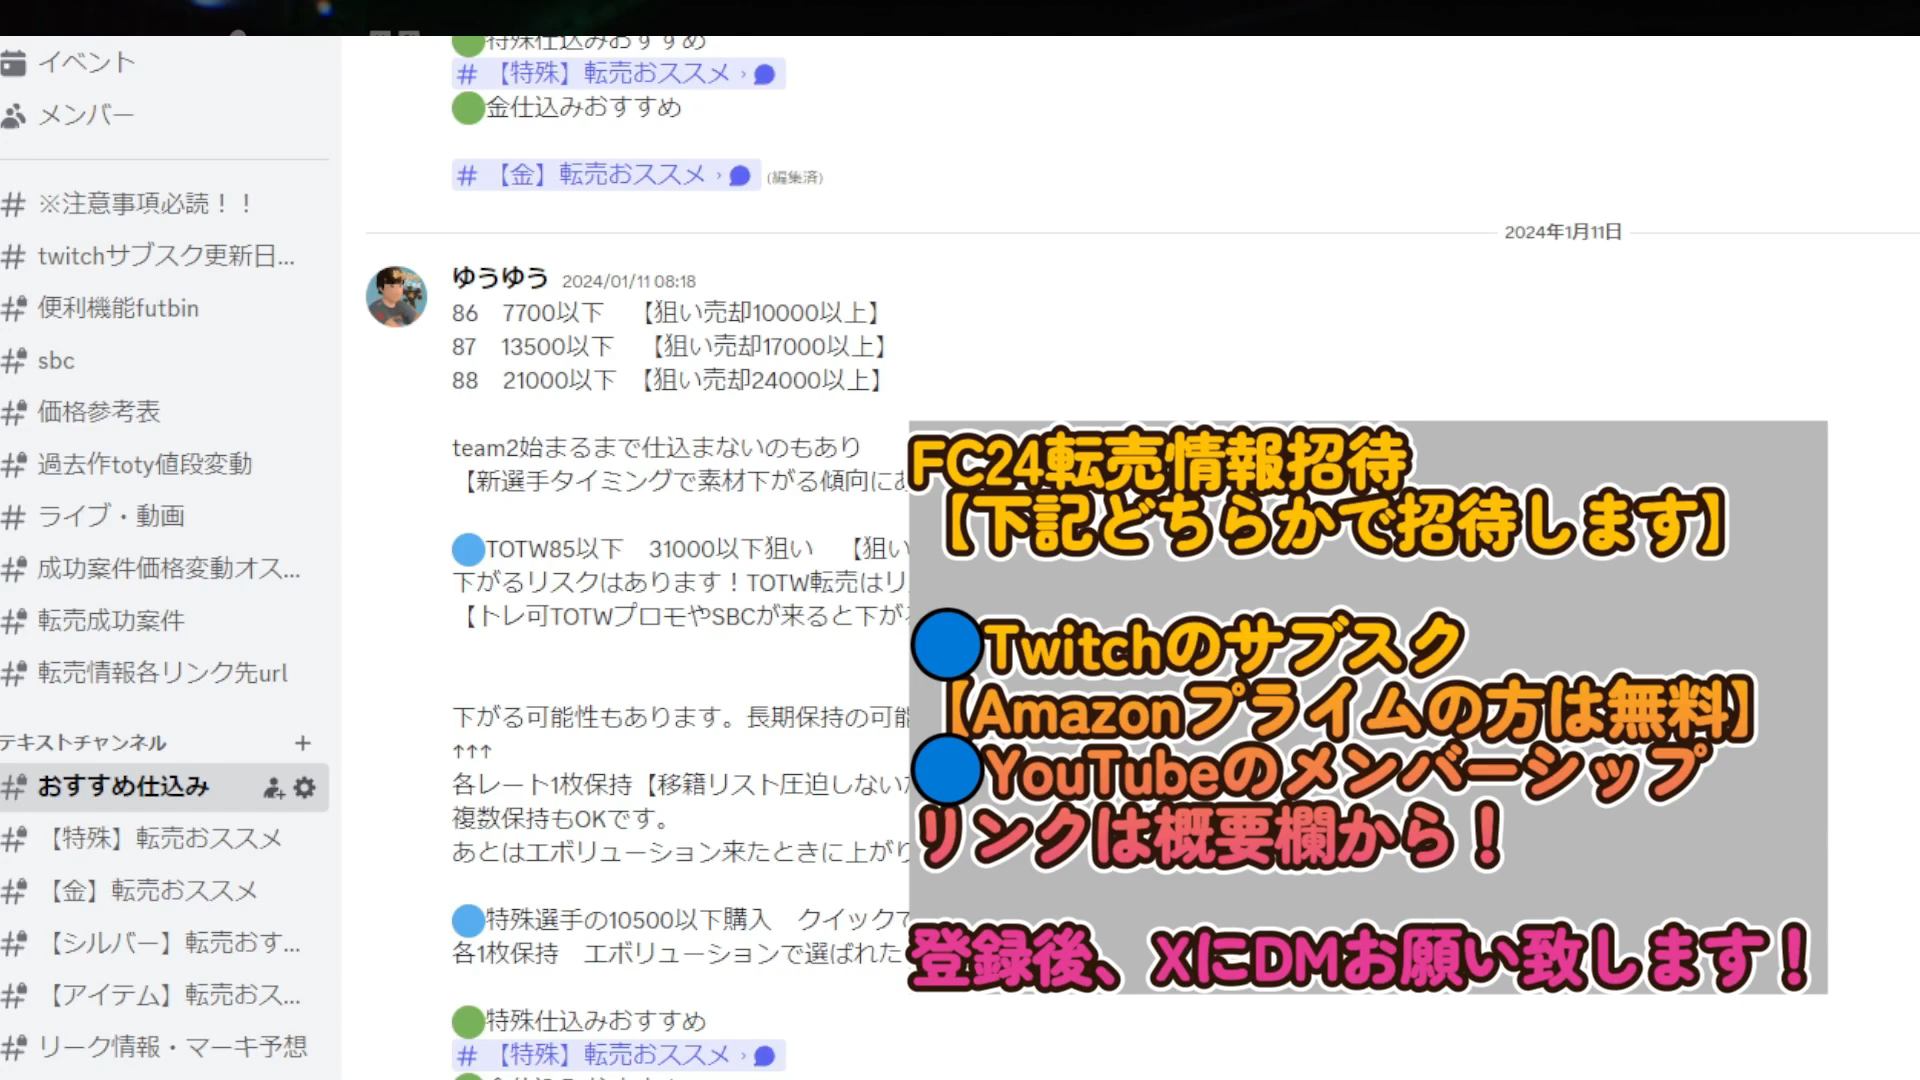 イベント
メンバー
※注意事項必読！！
twitchサブスク更新日...
便利機能futbin
sbc
価格参考表
過去作toty値段変動
ライブ・動画
成功案件価格変動オス...
転売成功案件
転売情報各リンク先url
テキストチャンネル
おすすめ仕込み
【特殊】転売おススメ
【金】転売おススメ
【シルバー】転売おす...
【アイテム】転売おス...
リーク情報・マーキ予想
特殊仕込みおすすめ
# 【特殊】転売おススメ ›
金仕込みおすすめ
# 【金】転売おススメ › (編集済)
2024年1月11日
ゆうゆう 2024/01/11 08:18
86 7700以下 【狙い売却10000以上】
87 13500以下 【狙い売却17000以上】
88 21000以下 【狙い売却24000以上】
team2始まるまで仕込まないのもあり
【新選手タイミングで素材下がる傾向に
TOTW85以下 31000以下狙い 【狙い
下がるリスクはあります！TOTW転売はリ
【トレ可TOTWプロモやSBCが来ると下が
下がる可能性もあります。長期保持の可能
↑↑↑
各レート1枚保持【移籍リスト圧迫しない
複数保持もOKです。
あとはエボリューション来たときに上がり
特殊選手の10500以下購入 クイックで
各1枚保持 エボリューションで選ばれた
特殊仕込みおすすめ
# 【特殊】転売おススメ ›
FC24転売情報招待
【下記どちらかで招待します】
Twitchのサブスク
【Amazonプライムの方は無料】
YouTubeのメンバーシップ
リンクは概要欄から！
登録後、XにDMお願い致します！